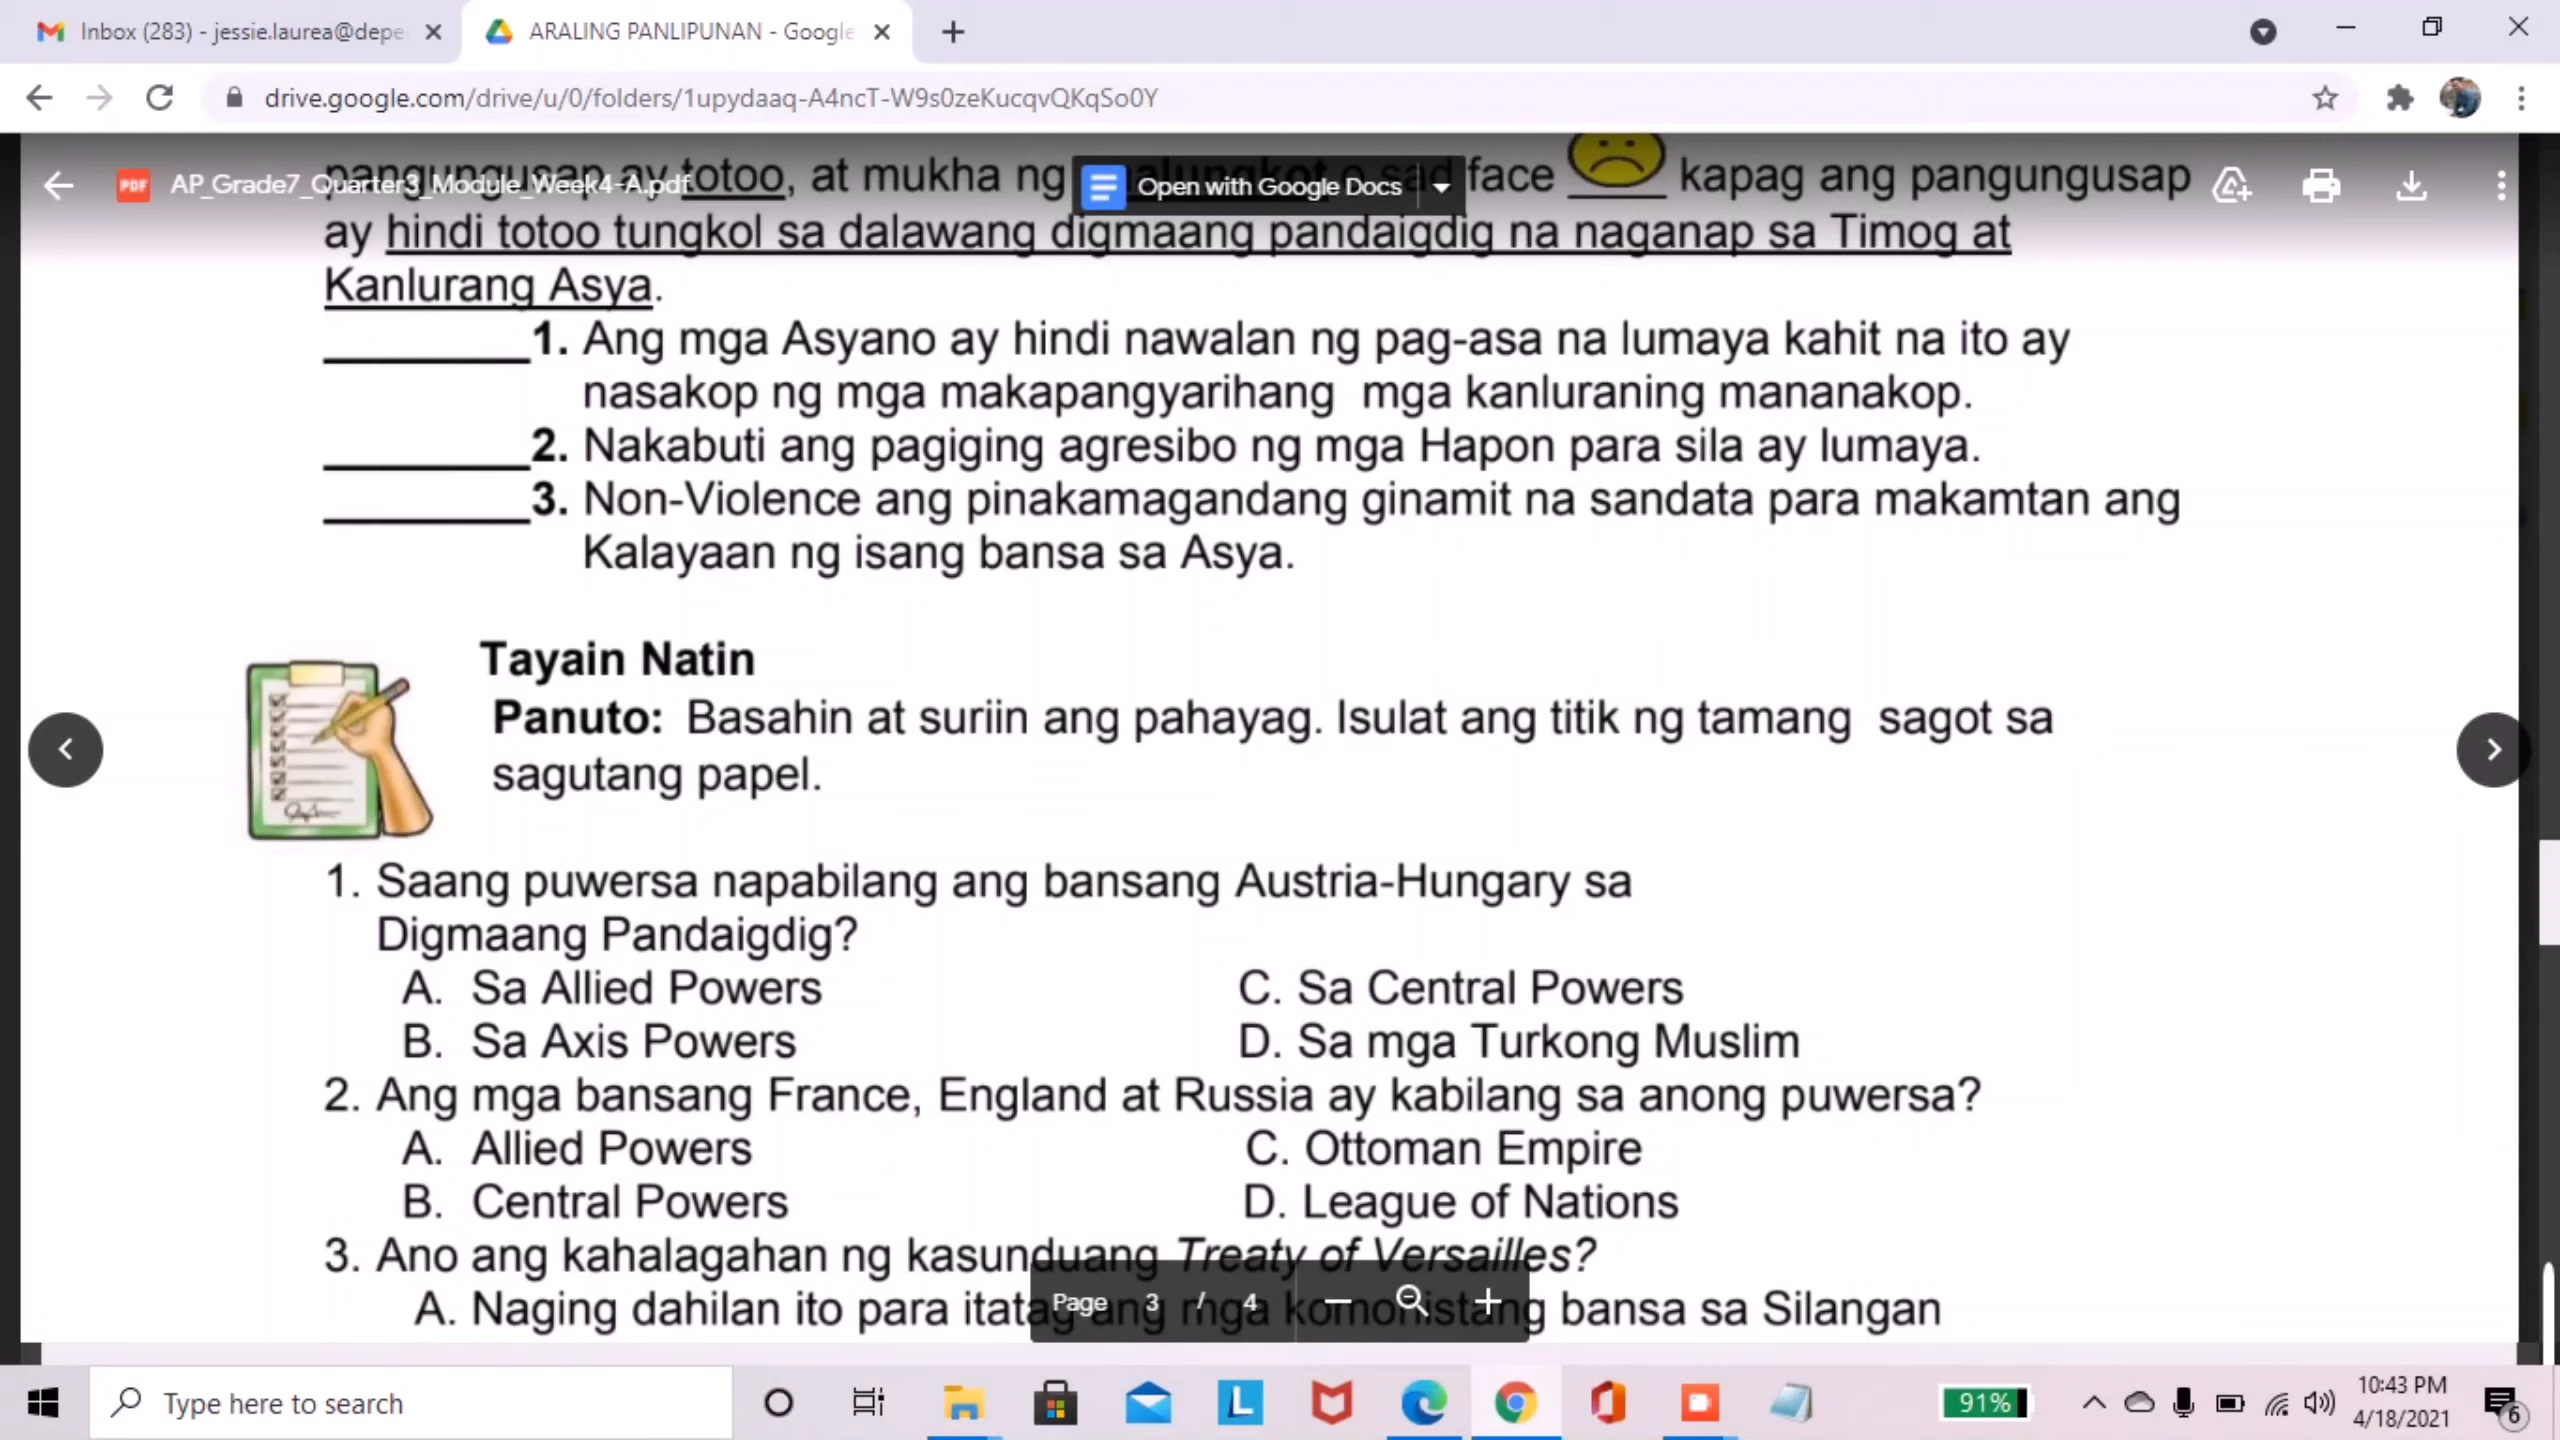 Inbox (283) - jessie.laurea@depe
ARALING PANLIPUNAN - Google
drive.google.com/drive/u/0/folders/1upydaaq-A4ncT-W9s0zeKucqvQKqSo0Y
PDF AP_Grade7_Quarter3_Module_Week4-A.pdf
Open with Google Docs
pangungusap ay totoo, at mukha ng sad face kapag ang pangungusap
ay hindi totoo tungkol sa dalawang digmaang pandaigdig na naganap sa Timog at
Kanlurang Asya.
1. Ang mga Asyano ay hindi nawalan ng pag-asa na lumaya kahit na ito ay
nasakop ng mga makapangyarihang mga kanluraning mananakop.
2. Nakabuti ang pagiging agresibo ng mga Hapon para sila ay lumaya.
3. Non-Violence ang pinakamagandang ginamit na sandata para makamtan ang
Kalayaan ng isang bansa sa Asya.
Tayain Natin
Panuto: Basahin at suriin ang pahayag. Isulat ang titik ng tamang sagot sa
sagutang papel.
1. Saang puwersa napabilang ang bansang Austria-Hungary sa
Digmaang Pandaigdig?
A. Sa Allied Powers C. Sa Central Powers
B. Sa Axis Powers D. Sa mga Turkong Muslim
2. Ang mga bansang France, England at Russia ay kabilang sa anong puwersa?
A. Allied Powers C. Ottoman Empire
B. Central Powers D. League of Nations
3. Ano ang kahalagahan ng kasunduang Treaty of Versailles?
A. Naging dahilan ito para itatag ang mga komonistang bansa sa Silangan
Page 3 / 4
Type here to search
91%
10:43 PM
4/18/2021
6